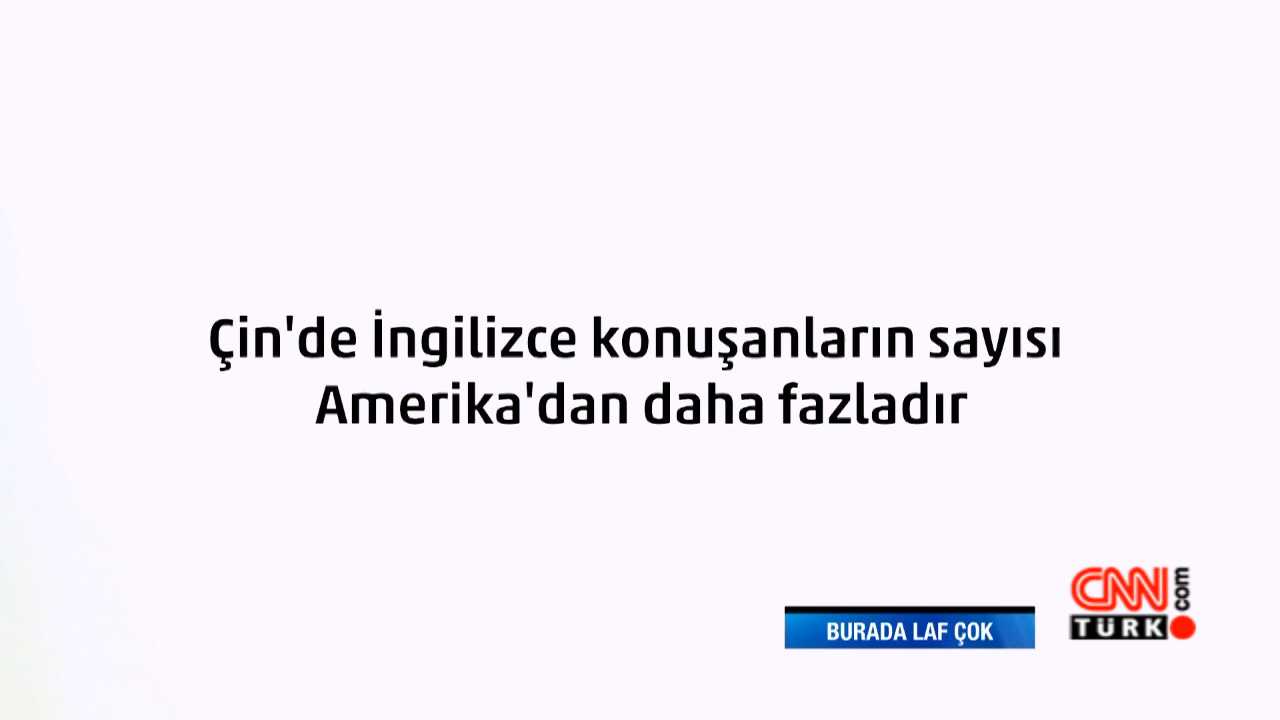 Çin'de İngilizce konuşanların sayısı
Amerika'dan daha fazladır
BURADA LAF ÇOK
CNN
TÜRK
.com